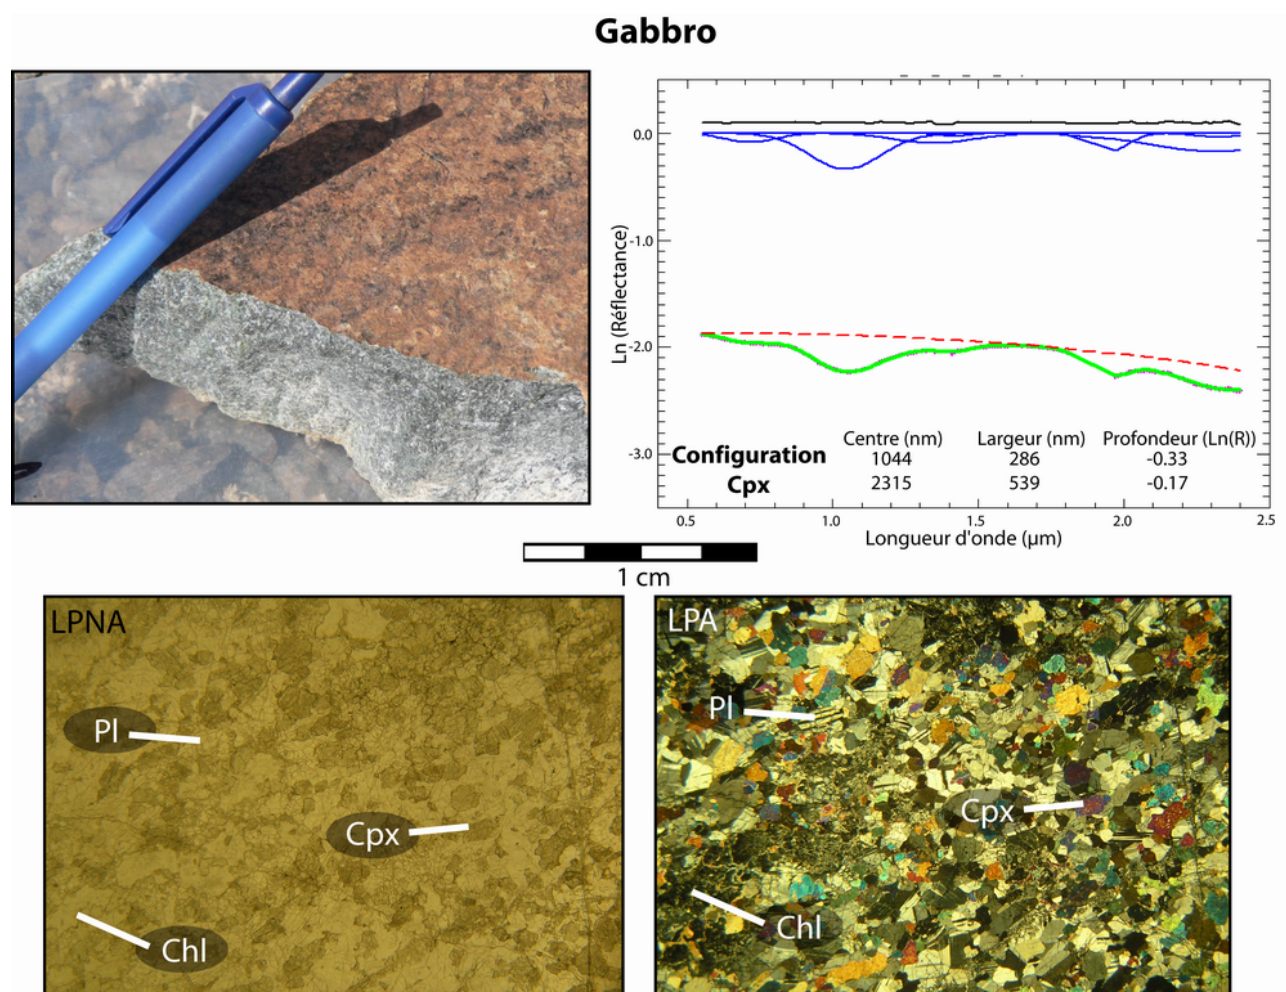 Gabbro
0.0
-1.0
-2.0
-3.0
Ln (Réflectance)
Centre (nm) Largeur (nm) Profondeur (Ln(R))
Configuration 1044 286 -0.33
Cpx 2315 539 -0.17
0.5 1.0 1.5 2.0 2.5
Longueur d'onde (µm)
1 cm
LPNA
Pl
Cpx
Chl
LPA
Pl
Cpx
Chl